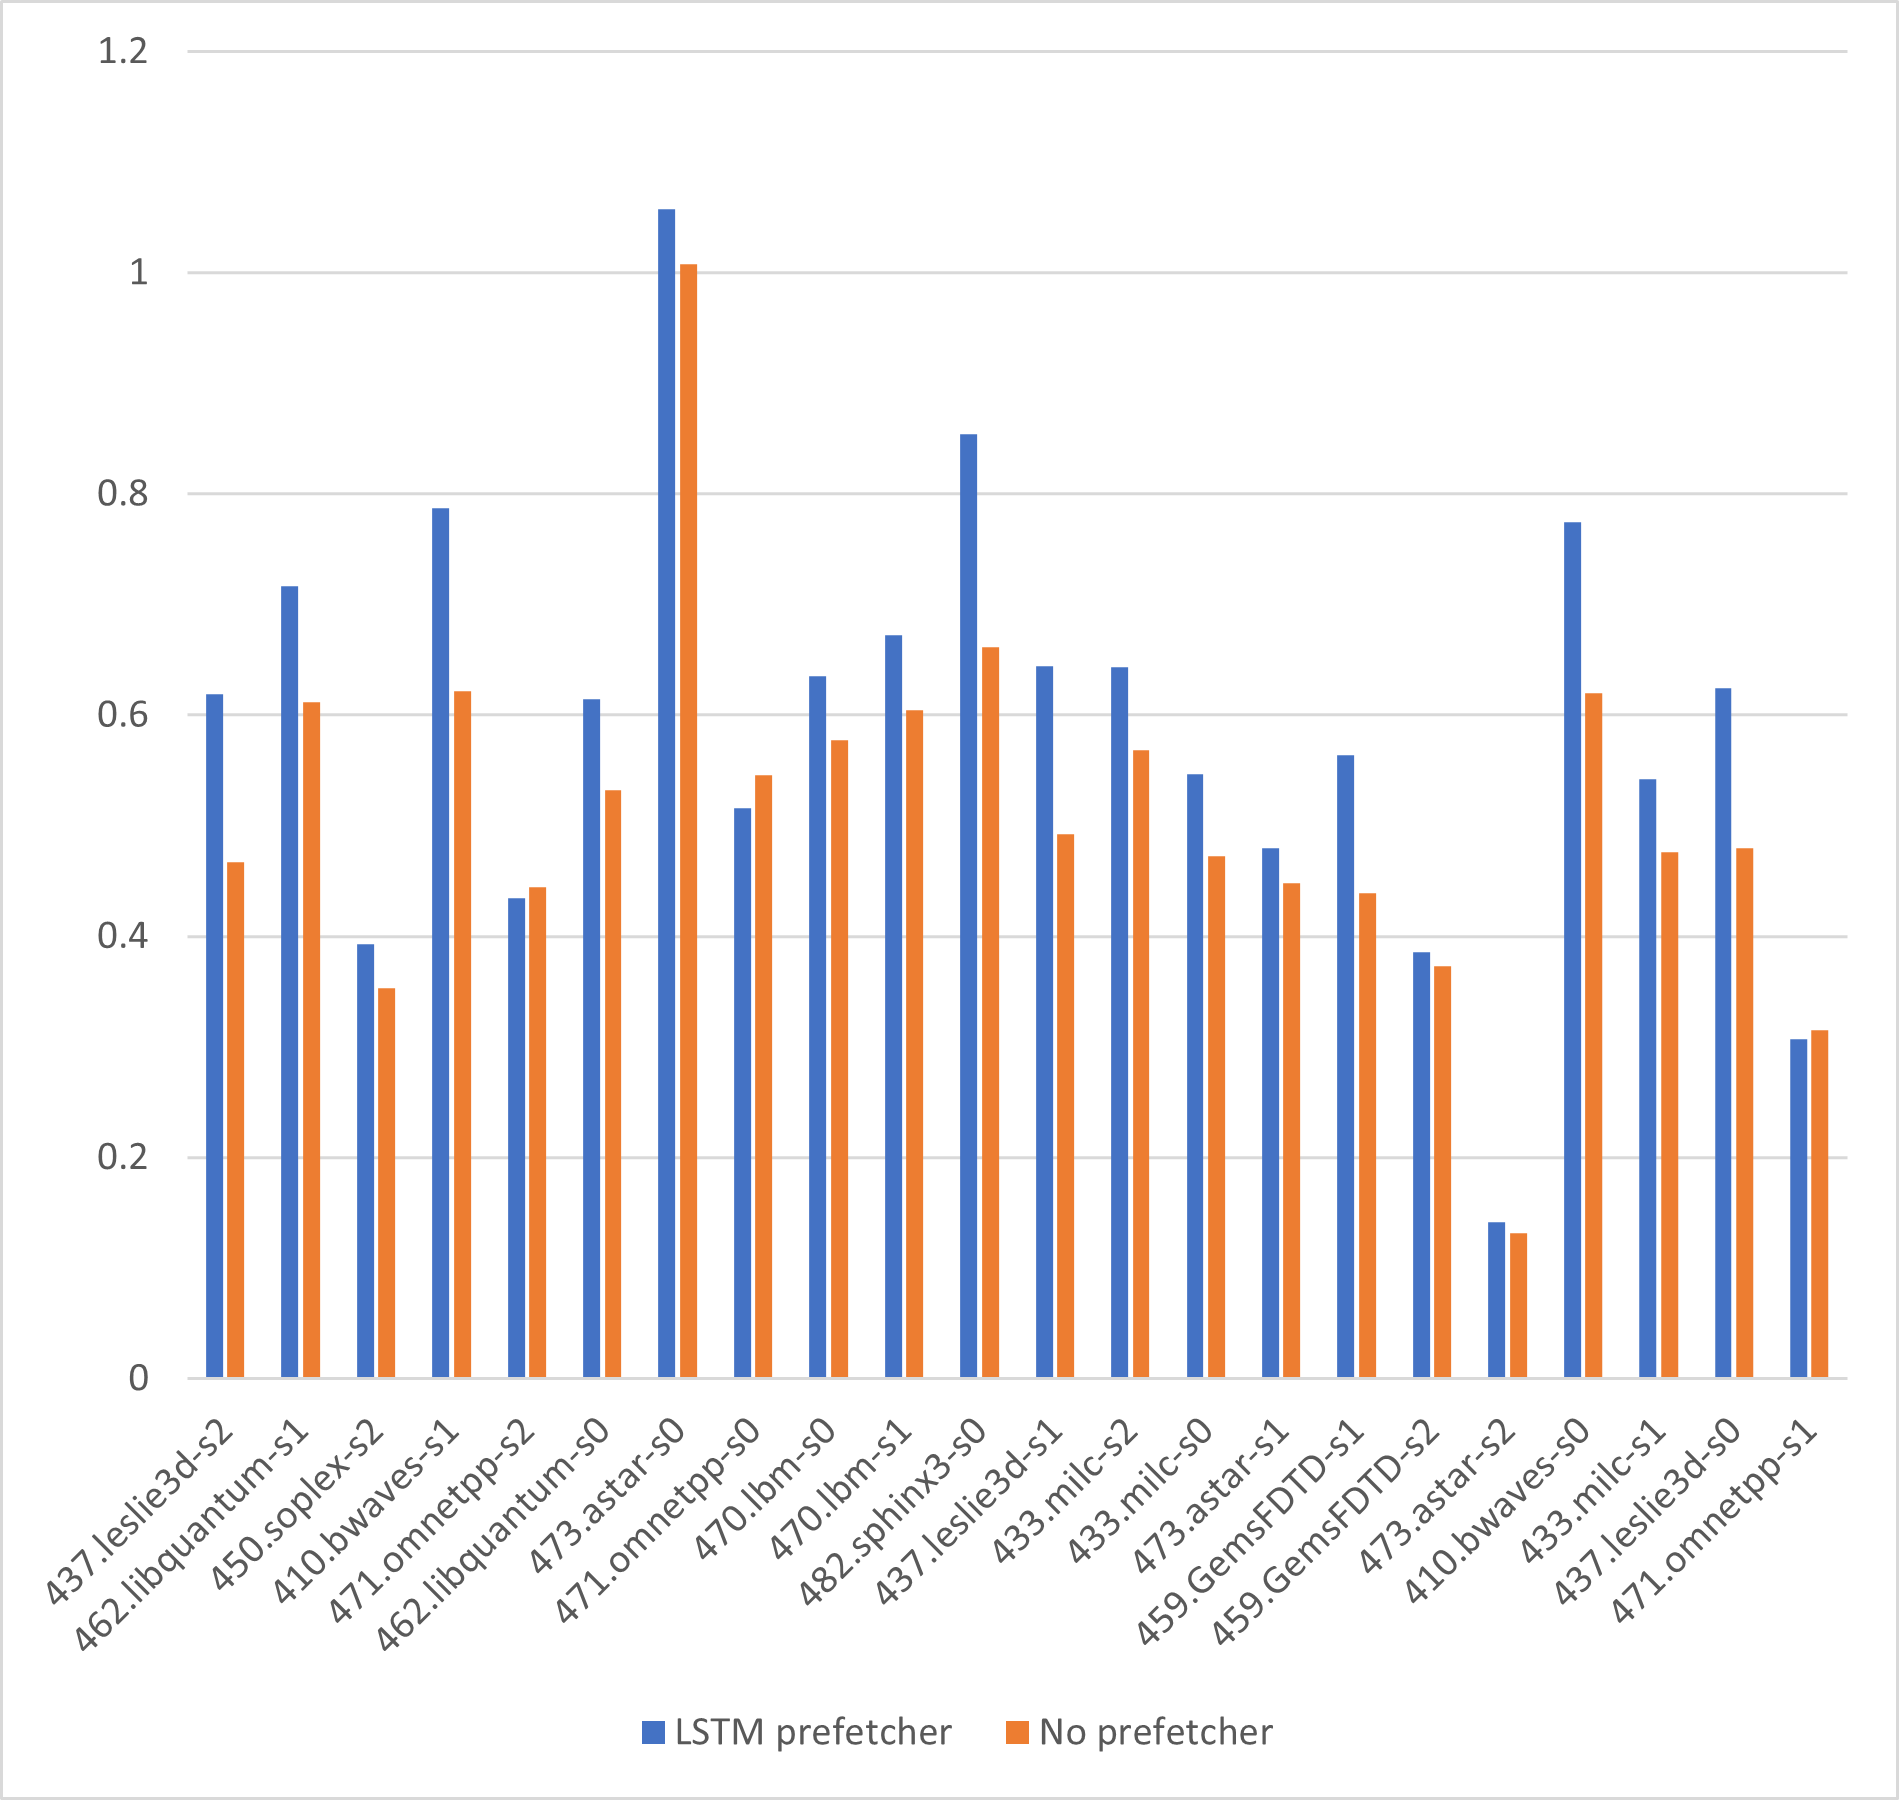 1.2
1
0.8
0.6
0.4
0.2
0
437.leslie3d-s2
462.libquantum-s1
450.soplex-s2
410.bwaves-s1
471.omnetpp-s2
462.libquantum-s0
473.astar-s0
471.omnetpp-s0
470.lbm-s0
470.lbm-s1
482.sphinx3-s0
437.leslie3d-s1
433.milc-s2
433.milc-s0
473.astar-s1
459.GemsFDTD-s1
459.GemsFDTD-s2
473.astar-s2
410.bwaves-s0
433.milc-s1
437.leslie3d-s0
471.omnetpp-s1
LSTM prefetcher No prefetcher